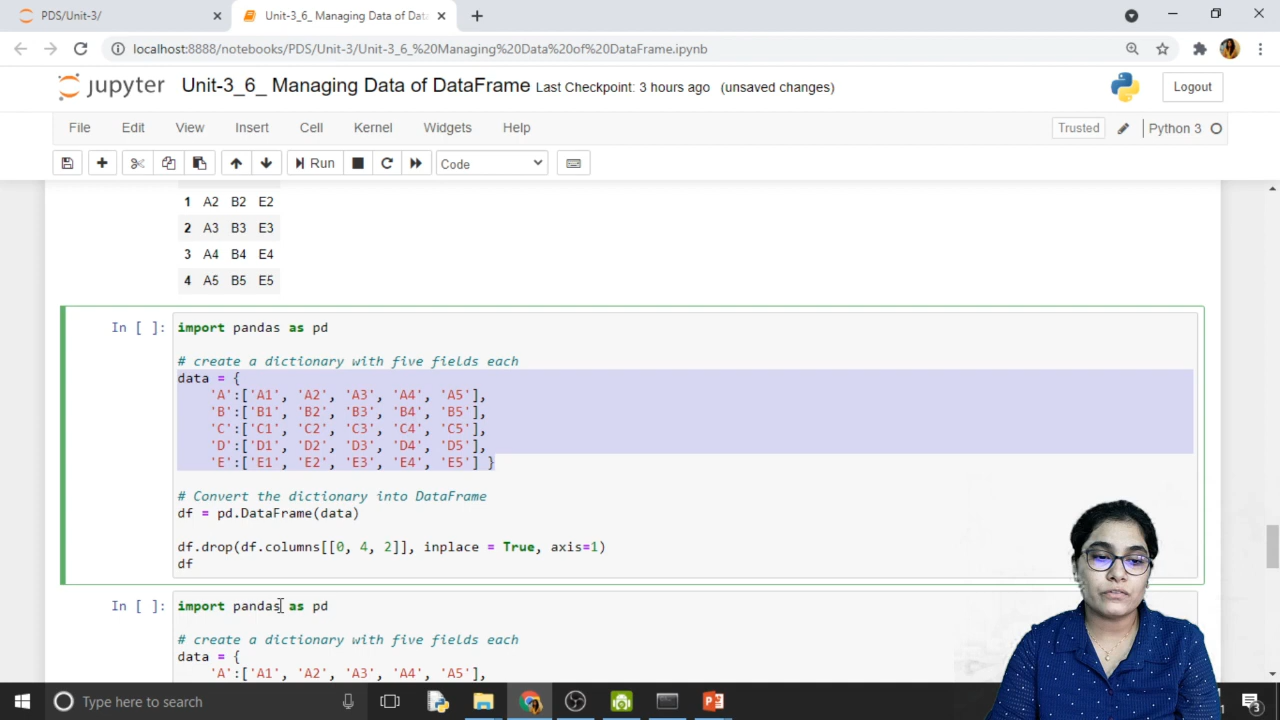 PDS/Unit-3/
Unit-3_6_ Managing Data of Dat
localhost:8888/notebooks/PDS/Unit-3/Unit-3_6_%20Managing%20Data%20of%20DataFrame.ipynb
jupyter Unit-3_6_ Managing Data of DataFrame Last Checkpoint: 3 hours ago (unsaved changes) Logout
File Edit View Insert Cell Kernel Widgets Help Trusted Python 3
Run Code
1 A2 B2 E2
2 A3 B3 E3
3 A4 B4 E4
4 A5 B5 E5
In [ ]: import pandas as pd
# create a dictionary with five fields each
data = {
'A':['A1', 'A2', 'A3', 'A4', 'A5'],
'B':['B1', 'B2', 'B3', 'B4', 'B5'],
'C':['C1', 'C2', 'C3', 'C4', 'C5'],
'D':['D1', 'D2', 'D3', 'D4', 'D5'],
'E':['E1', 'E2', 'E3', 'E4', 'E5'] }
# Convert the dictionary into DataFrame
df = pd.DataFrame(data)
df.drop(df.columns[[0, 4, 2]], inplace = True, axis=1)
df
In [ ]: import pandas as pd
# create a dictionary with five fields each
data = {
'A':['A1', 'A2', 'A3', 'A4', 'A5'],
Type here to search
3